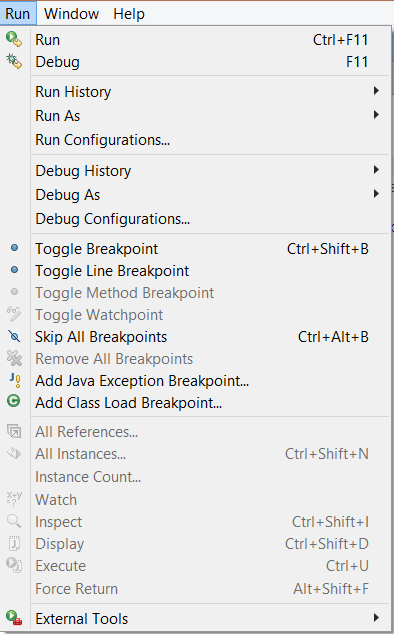 Run Window Help
Run Ctrl+F11
Debug F11
Run History
Run As
Run Configurations...
Debug History
Debug As
Debug Configurations...
Toggle Breakpoint Ctrl+Shift+B
Toggle Line Breakpoint
Toggle Method Breakpoint
Toggle Watchpoint
Skip All Breakpoints Ctrl+Alt+B
Remove All Breakpoints
Add Java Exception Breakpoint...
Add Class Load Breakpoint...
All References...
All Instances... Ctrl+Shift+N
Instance Count...
Watch
Inspect Ctrl+Shift+I
Display Ctrl+Shift+D
Execute Ctrl+U
Force Return Alt+Shift+F
External Tools